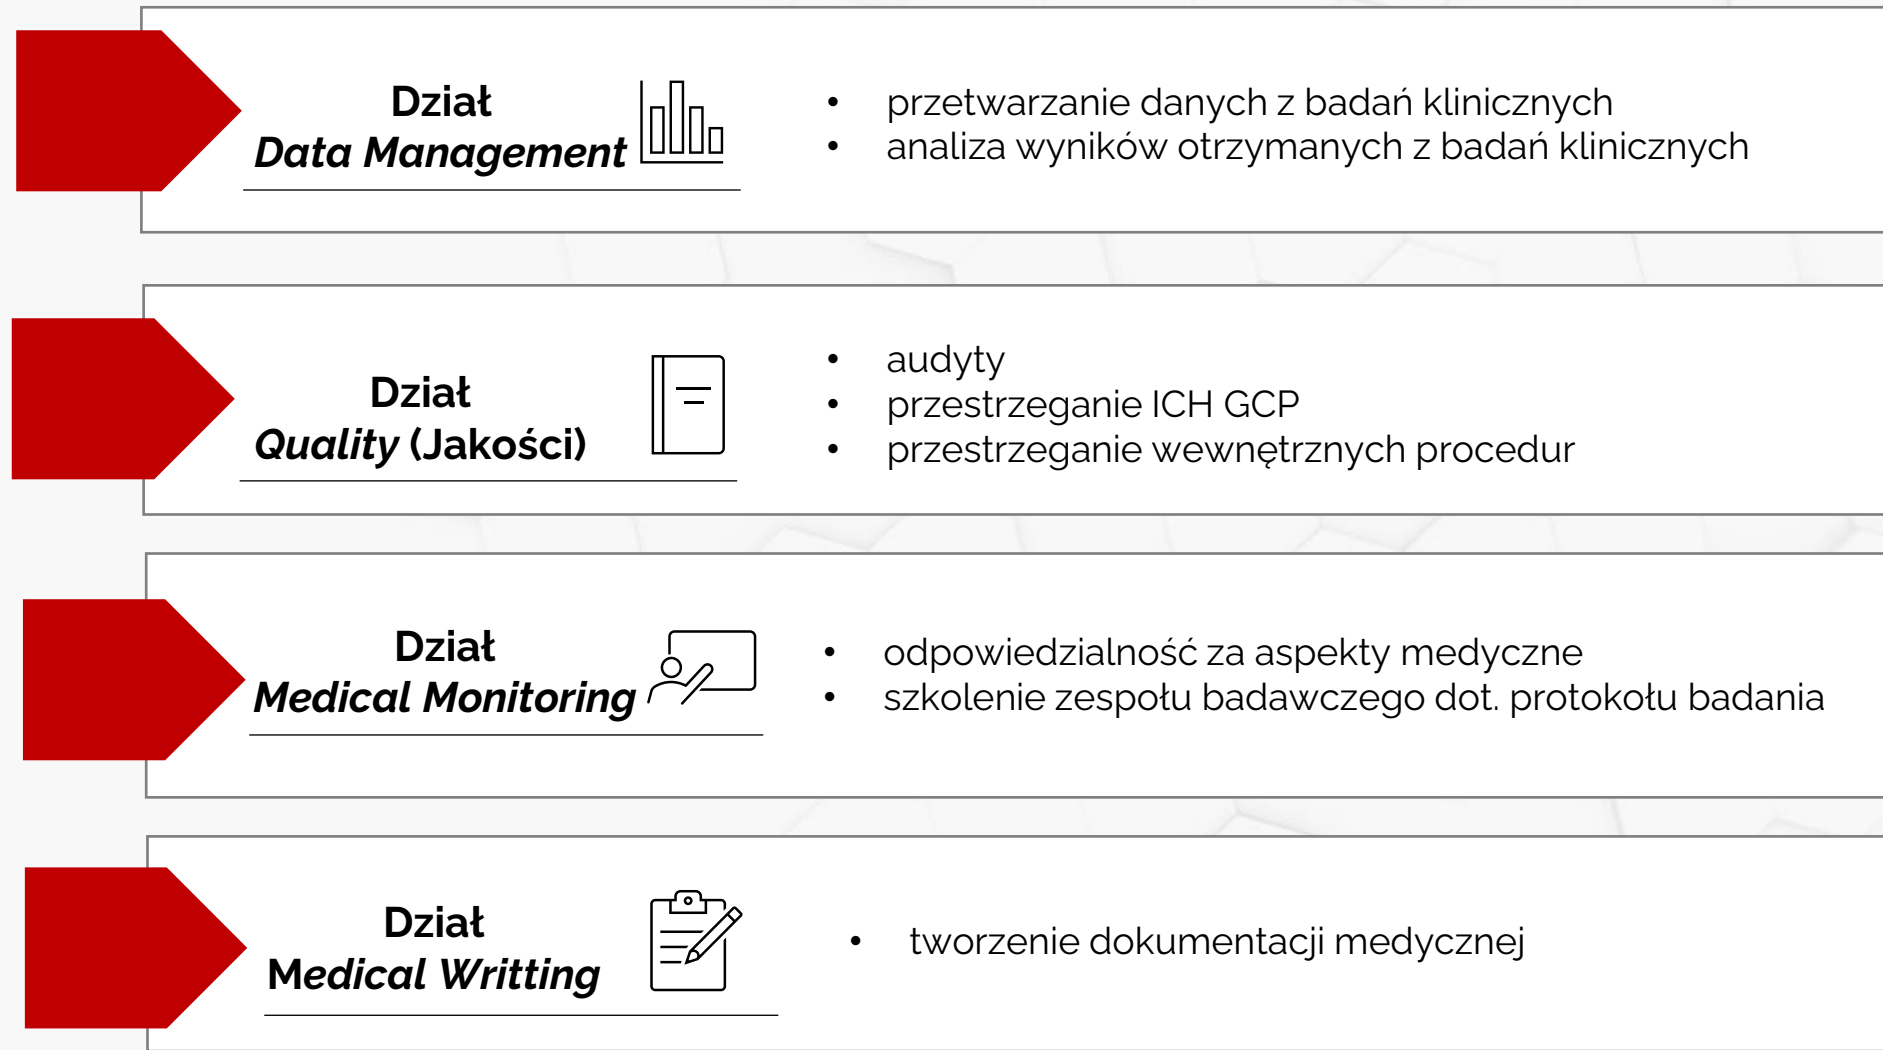 Dział
Data Management
• przetwarzanie danych z badań klinicznych
• analiza wyników otrzymanych z badań klinicznych
Dział
Quality (Jakości)
• audyty
• przestrzeganie ICH GCP
• przestrzeganie wewnętrznych procedur
Dział
Medical Monitoring
• odpowiedzialność za aspekty medyczne
• szkolenie zespołu badawczego dot. protokołu badania
Dział
Medical Writting
• tworzenie dokumentacji medycznej